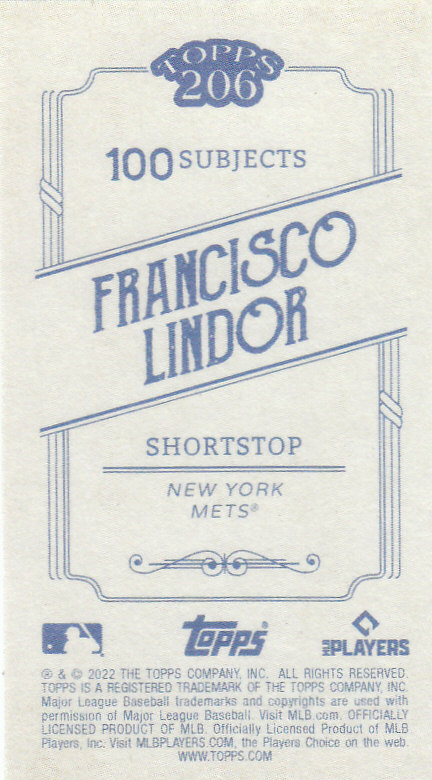 TOPPS
206
100 SUBJECTS
FRANCISCO
LINDOR
SHORTSTOP
NEW YORK
METS®
topps®
MLB PLAYERS
® & © 2022 THE TOPPS COMPANY, INC. ALL RIGHTS RESERVED.
TOPPS IS A REGISTERED TRADEMARK OF THE TOPPS COMPANY, INC.
Major League Baseball trademarks and copyrights are used with
permission of Major League Baseball. Visit MLB.com. OFFICIALLY
LICENSED PRODUCT OF MLB. Officially Licensed Product of MLB
Players, Inc. Visit MLBPLAYERS.COM, the Players Choice on the web.
WWW.TOPPS.COM